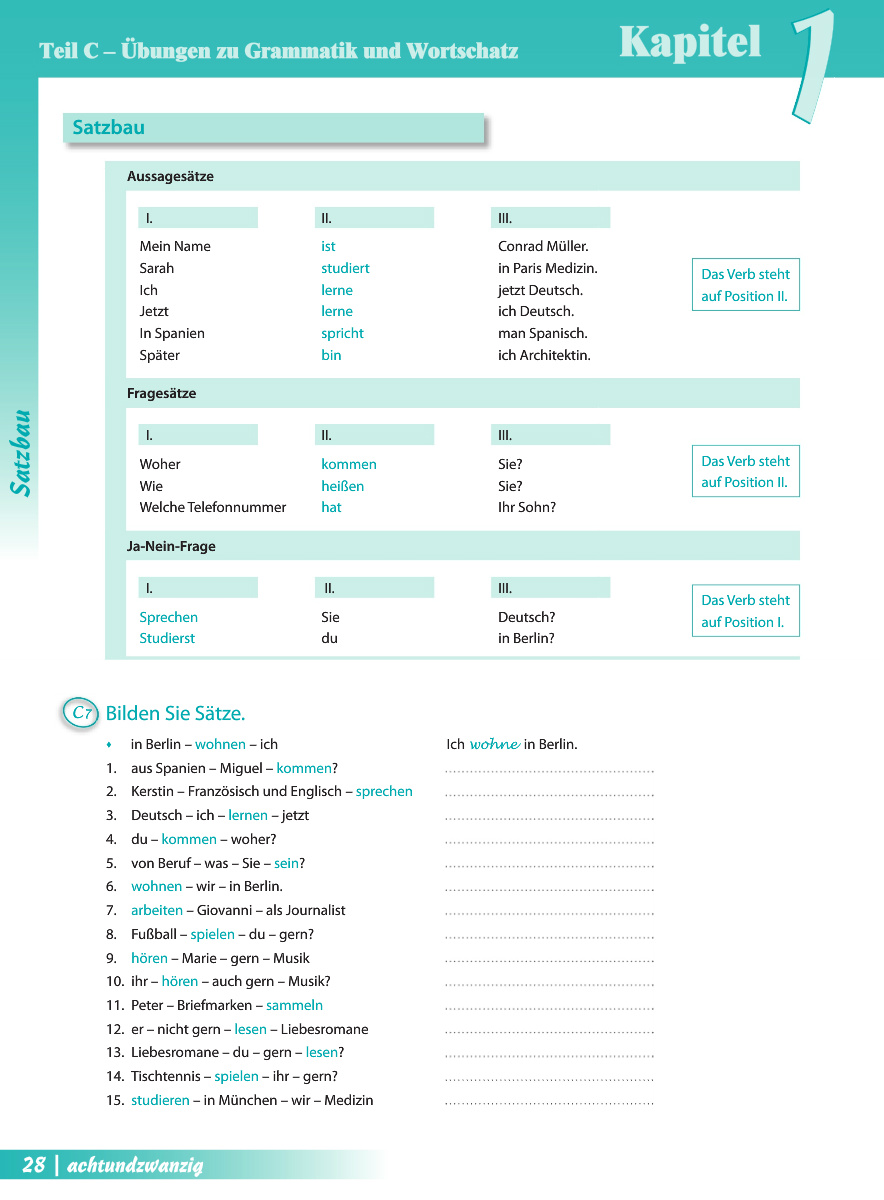 Teil C – Übungen zu Grammatik und Wortschatz Kapitel 1
Satzbau
Satzbau
Aussagesätze
I. II. III.
Mein Name ist Conrad Müller.
Sarah studiert in Paris Medizin.
Ich lerne jetzt Deutsch.
Jetzt lerne ich Deutsch.
In Spanien spricht man Spanisch.
Später bin ich Architektin.
Das Verb steht
auf Position II.
Fragesätze
I. II. III.
Woher kommen Sie?
Wie heißen Sie?
Welche Telefonnummer hat Ihr Sohn?
Das Verb steht
auf Position II.
Ja-Nein-Frage
I. II. III.
Sprechen Sie Deutsch?
Studierst du in Berlin?
Das Verb steht
auf Position I.
C7 Bilden Sie Sätze.
♦ in Berlin – wohnen – ich Ich wohne in Berlin.
1. aus Spanien – Miguel – kommen?
2. Kerstin – Französisch und Englisch – sprechen
3. Deutsch – ich – lernen – jetzt
4. du – kommen – woher?
5. von Beruf – was – Sie – sein?
6. wohnen – wir – in Berlin.
7. arbeiten – Giovanni – als Journalist
8. Fußball – spielen – du – gern?
9. hören – Marie – gern – Musik
10. ihr – hören – auch gern – Musik?
11. Peter – Briefmarken – sammeln
12. er – nicht gern – lesen – Liebesromane
13. Liebesromane – du – gern – lesen?
14. Tischtennis – spielen – ihr – gern?
15. studieren – in München – wir – Medizin
28 | achtundzwanzig